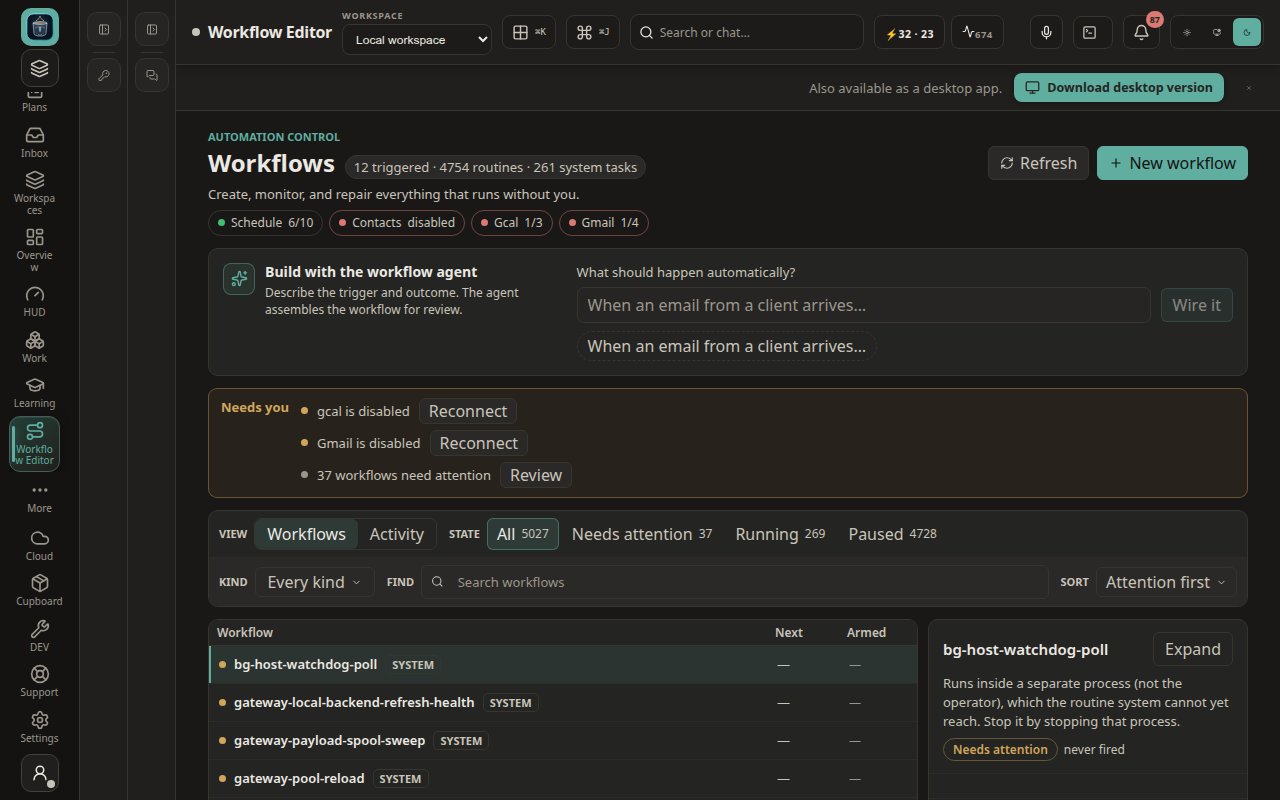 Workflow Editor
WORKSPACE
Local workspace
⌘K
⌘J
Search or chat...
⚡32 · 23
674
87
Also available as a desktop app.
Download desktop version
×
Plans
Inbox
Workspa
ces
Overvie
w
HUD
Work
Learning
Workflo
w Editor
More
Cloud
Cupboard
DEV
Support
Settings
AUTOMATION CONTROL
Workflows
12 triggered · 4754 routines · 261 system tasks
Refresh
New workflow
Create, monitor, and repair everything that runs without you.
Schedule 6/10
Contacts disabled
Gcal 1/3
Gmail 1/4
Build with the workflow agent
Describe the trigger and outcome. The agent
assembles the workflow for review.
What should happen automatically?
When an email from a client arrives...
Wire it
When an email from a client arrives...
Needs you
gcal is disabled Reconnect
Gmail is disabled Reconnect
37 workflows need attention Review
VIEW Workflows Activity STATE All 5027 Needs attention 37 Running 269 Paused 4728
KIND Every kind FIND Search workflows SORT Attention first
Workflow Next Armed
bg-host-watchdog-poll SYSTEM — —
gateway-local-backend-refresh-health SYSTEM — —
gateway-payload-spool-sweep SYSTEM — —
gateway-pool-reload SYSTEM — —
bg-host-watchdog-poll
Expand
Runs inside a separate process (not the
operator), which the routine system cannot yet
reach. Stop it by stopping that process.
Needs attention never fired